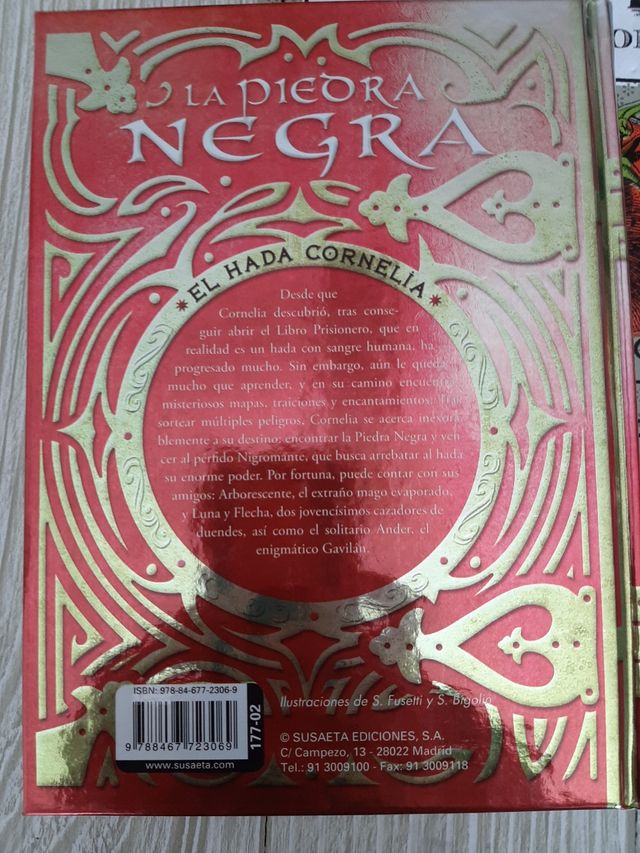 LA PIEDRA
NEGRA
EL HADA CORNELIA
Desde que
Cornelia descubrió, tras conse-
guir abrir el Libro Prisionero, que en
realidad es un hada con sangre humana, ha
progresado mucho. Sin embargo, aún le queda
mucho que aprender, y en su camino encuentra
misteriosos mapas, traiciones y encantamientos. Tras
sortear múltiples peligros, Cornelia se acerca inexora-
blemente a su destino: encontrar la Piedra Negra y ven
cer al pérfido Nigromante, que busca arrebatar al hada
su enorme poder. Por fortuna, puede contar con sus
amigos: Arborescente, el extraño mago evaporado,
y Luna y Flecha, dos jovencísimos cazadores de
duendes, así como el solitario Ander, el
enigmático Gavilán.
Ilustraciones de S. Fusetti y S. Bigolin
ISBN: 978-84-677-2306-9
9 788467 723069
177-02
www.susaeta.com
© SUSAETA EDICIONES, S.A.
C/ Campezo, 13 - 28022 Madrid
Tel.: 91 3009100 - Fax: 91 3009118